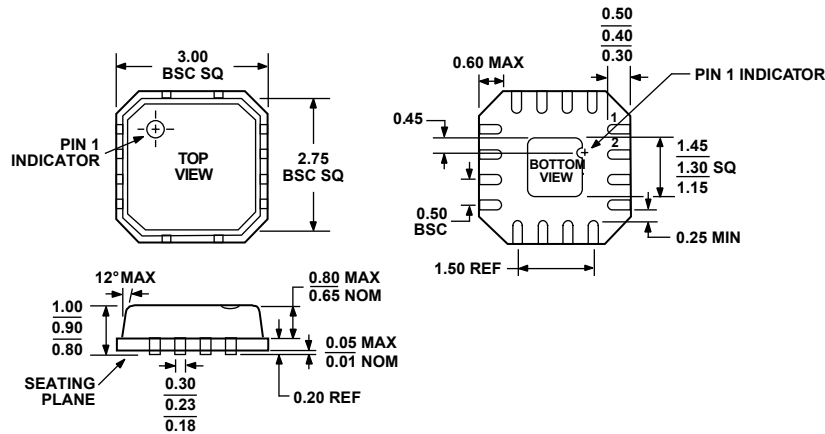 3.00
BSC SQ
PIN 1
INDICATOR
TOP
VIEW
2.75
BSC SQ
0.60 MAX
0.50
0.40
0.30
PIN 1 INDICATOR
0.45
1
2
BOTTOM
VIEW
1.45
1.30 SQ
1.15
0.50
BSC
0.25 MIN
1.50 REF
12° MAX
0.80 MAX
0.65 NOM
1.00
0.90
0.80
0.05 MAX
0.01 NOM
SEATING
PLANE
0.30
0.23
0.18
0.20 REF